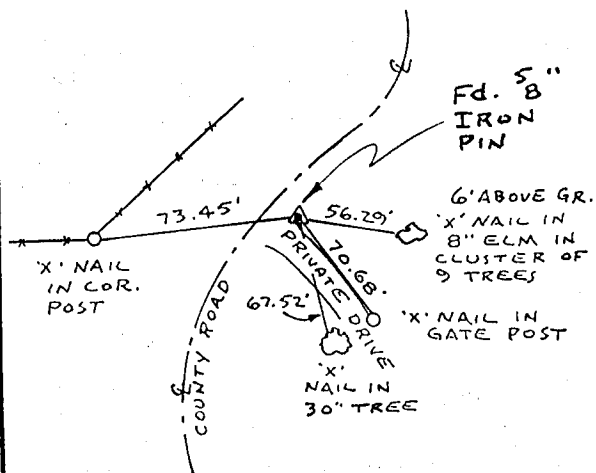 ℄
Fd. 5/8"
IRON
PIN
73.45'
56.29'
6' ABOVE GR.
'X' NAIL IN
8" ELM IN
CLUSTER OF
9 TREES
'X' NAIL
IN COR.
POST
PRIVATE DRIVE
70.68'
67.52'
'X' NAIL IN
GATE POST
℄ COUNTY ROAD
'X'
NAIL IN
30" TREE